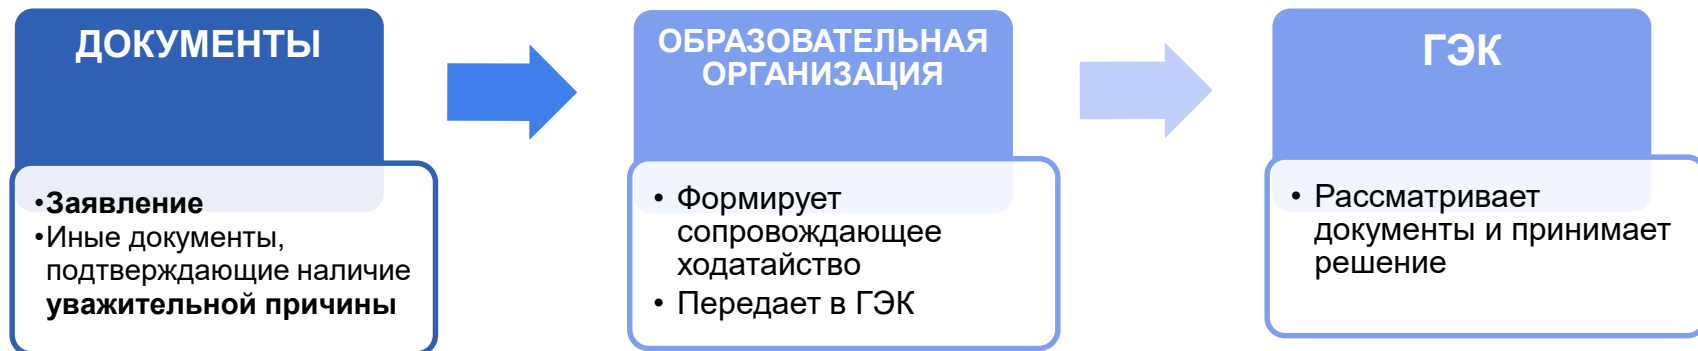 ДОКУМЕНТЫ
•Заявление
•Иные документы,
подтверждающие наличие
уважительной причины
ОБРАЗОВАТЕЛЬНАЯ
ОРГАНИЗАЦИЯ
• Формирует
сопровождающее
ходатайство
• Передает в ГЭК
ГЭК
• Рассматривает
документы и принимает
решение